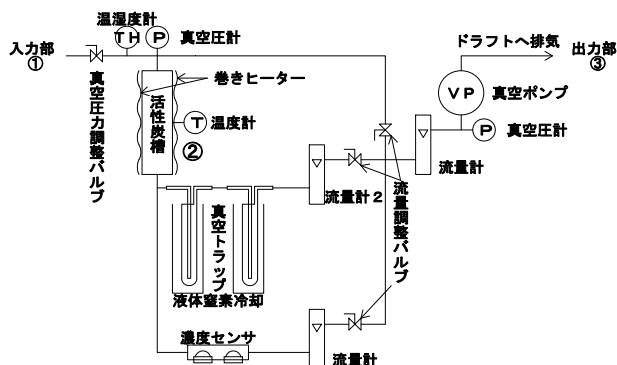 温湿度計
TH
P
真空圧計
入力部
①
真空圧力調整バルブ
巻きヒーター
活性炭槽
T
温度計
②
ドラフトへ排気
出力部
③
VP
真空ポンプ
P
真空圧計
流量計
流量計2
流量調整バルブ
真空トラップ
液体窒素冷却
濃度センサ
流量計